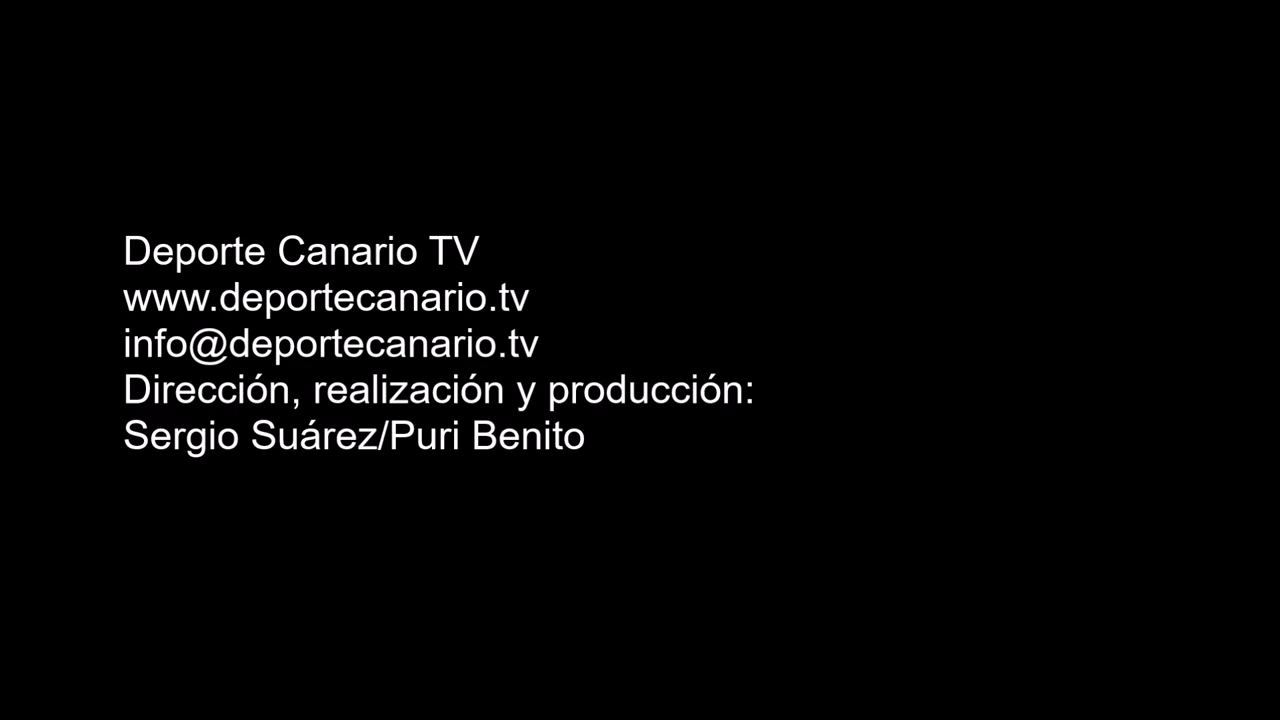 Deporte Canario TV
www.deportecanario.tv
info@deportecanario.tv
Dirección, realización y producción:
Sergio Suárez/Puri Benito